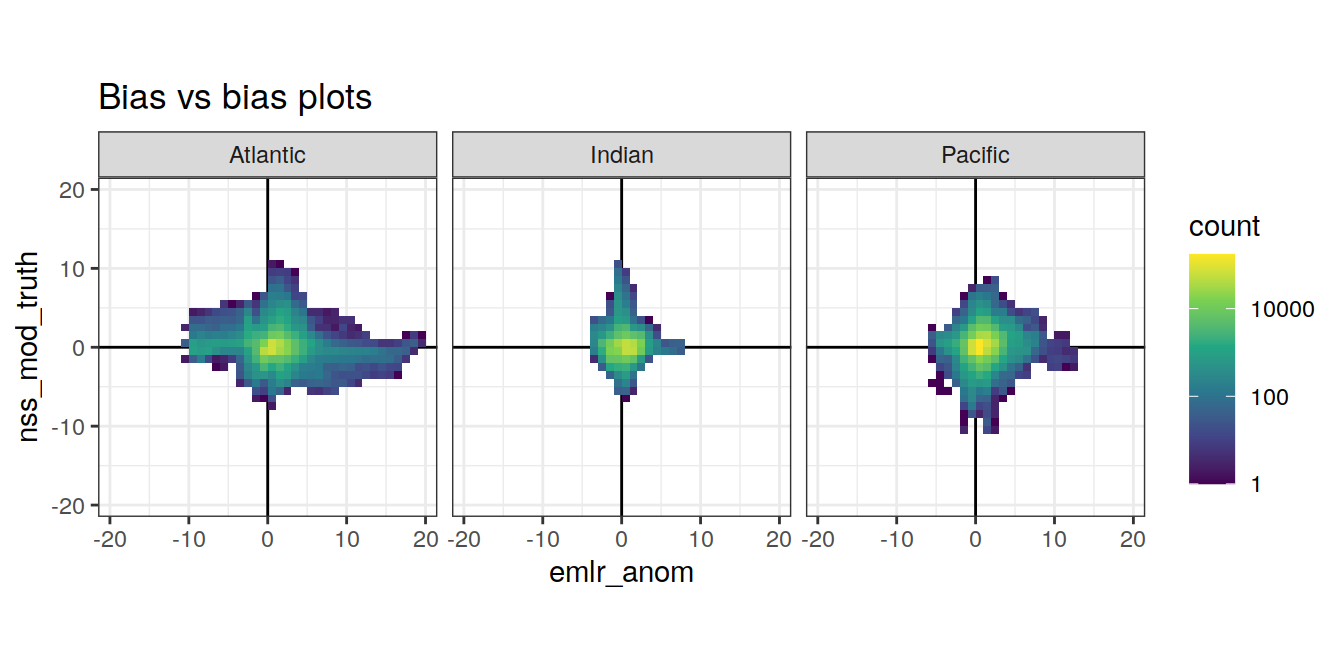 Bias vs bias plots
Atlantic Indian Pacific
20
10
0
-10
-20
nss_mod_truth
-20 -10 0 10 20 -20 -10 0 10 20 -20 -10 0 10 20
emlr_anom
count
10000
100
1